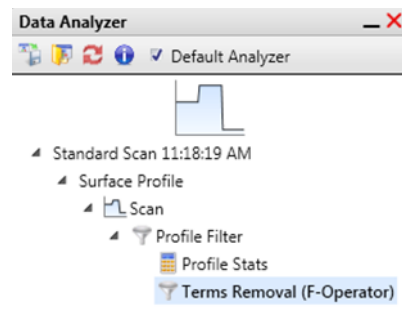 Data Analyzer
Default Analyzer
Standard Scan 11:18:19 AM
Surface Profile
Scan
Profile Filter
Profile Stats
Terms Removal (F-Operator)